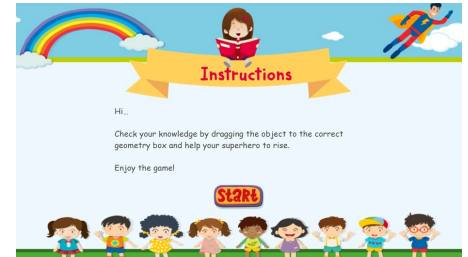 Instructions
Hi...
Check your knowledge by dragging the object to the correct
geometry box and help your superhero to rise.
Enjoy the game!
Start